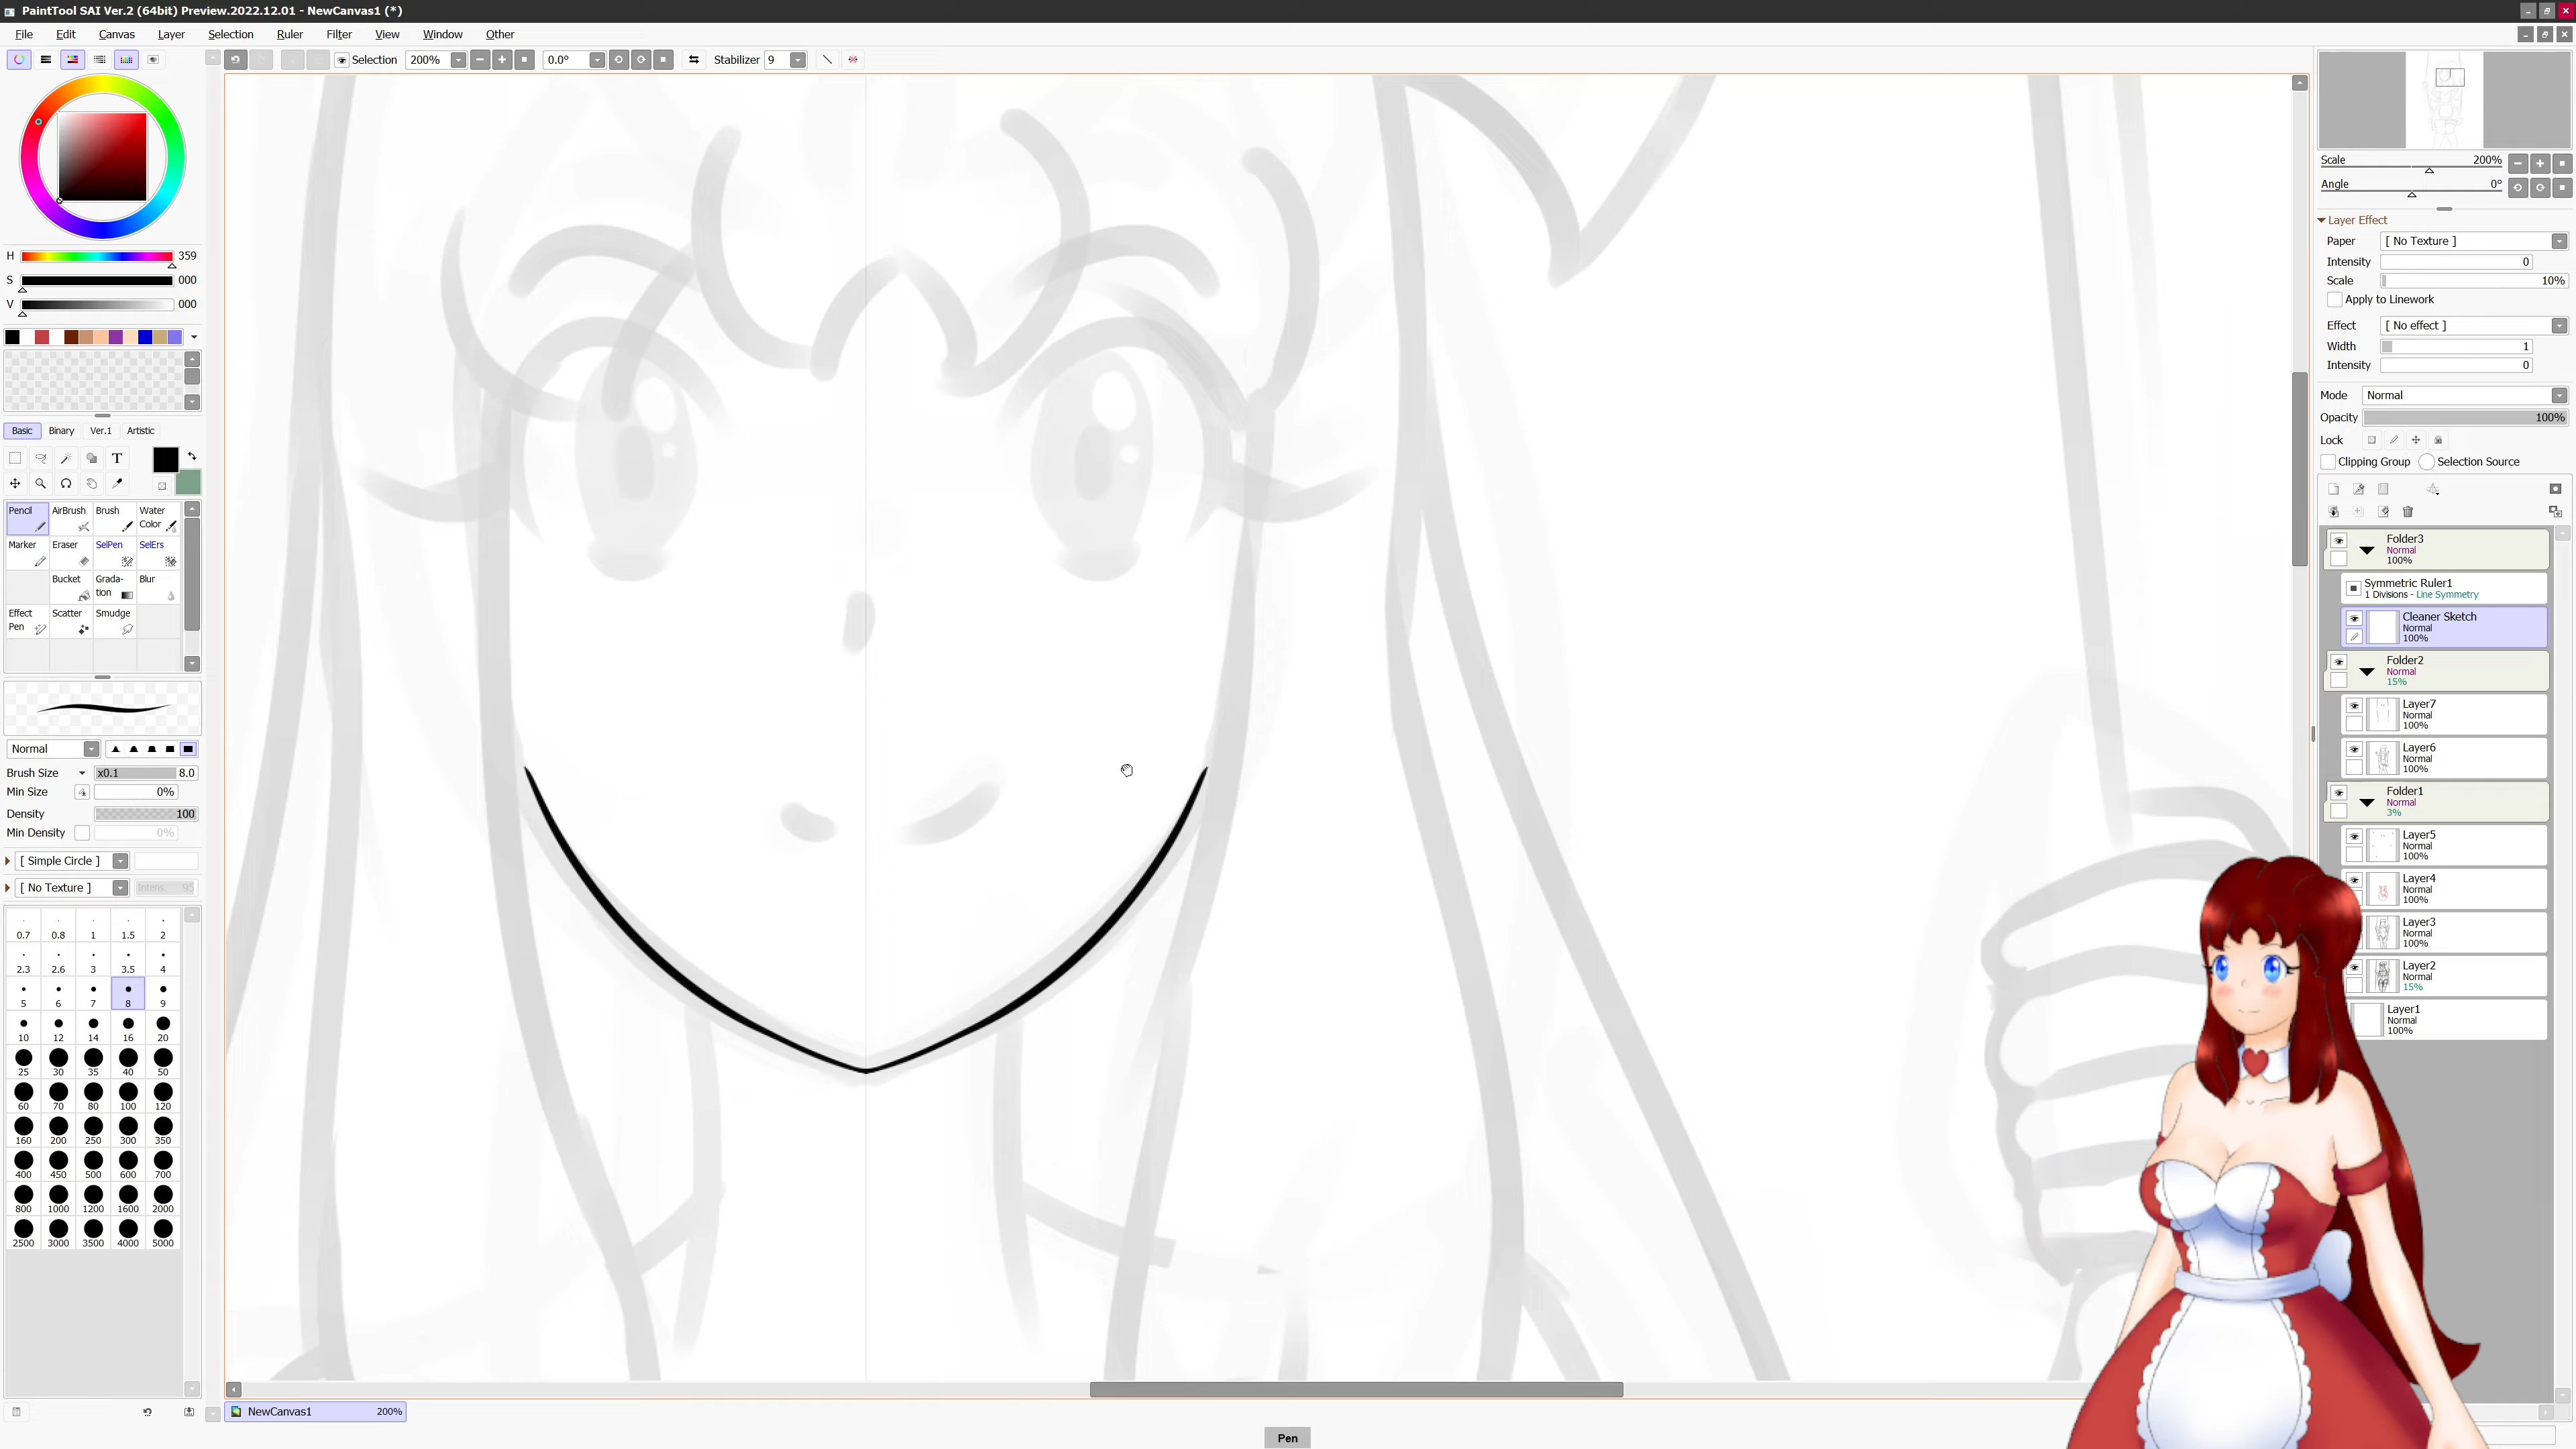 PaintTool SAI Ver.2 (64bit) Preview.2022.12.01 - NewCanvas1 (*)
File Edit Canvas Layer Selection Ruler Filter View Window Other
Selection 200% 0.0° Stabilizer 9
H 359
S 000
V 000
Basic Binary Ver.1 Artistic
T
Pencil AirBrush Brush Water Color
Marker Eraser SelPen SelErs
Bucket Grada-tion Blur
Effect Pen Scatter Smudge
Normal
Brush Size x0.1 8.0
Min Size 0%
Density 100
Min Density 0%
[ Simple Circle ]
[ No Texture ] Intens. 95
0.7 0.8 1 1.5 2
2.3 2.6 3 3.5 4
5 6 7 8 9
10 12 14 16 20
25 30 35 40 50
60 70 80 100 120
160 200 250 300 350
400 450 500 600 700
800 1000 1200 1600 2000
2500 3000 3500 4000 5000
NewCanvas1 200%
Pen
Scale 200%
Angle 0°
Layer Effect
Paper [ No Texture ]
Intensity 0
Scale 10%
Apply to Linework
Effect [ No effect ]
Width 1
Intensity 0
Mode Normal
Opacity 100%
Lock
Clipping Group Selection Source
Folder3
Normal
100%
Symmetric Ruler1
1 Divisions - Line Symmetry
Cleaner Sketch
Normal
100%
Folder2
Normal
15%
Layer7
Normal
100%
Layer6
Normal
100%
Folder1
Normal
3%
Layer5
Normal
100%
Layer4
Normal
100%
Layer3
Normal
100%
Layer2
Normal
15%
Layer1
Normal
100%